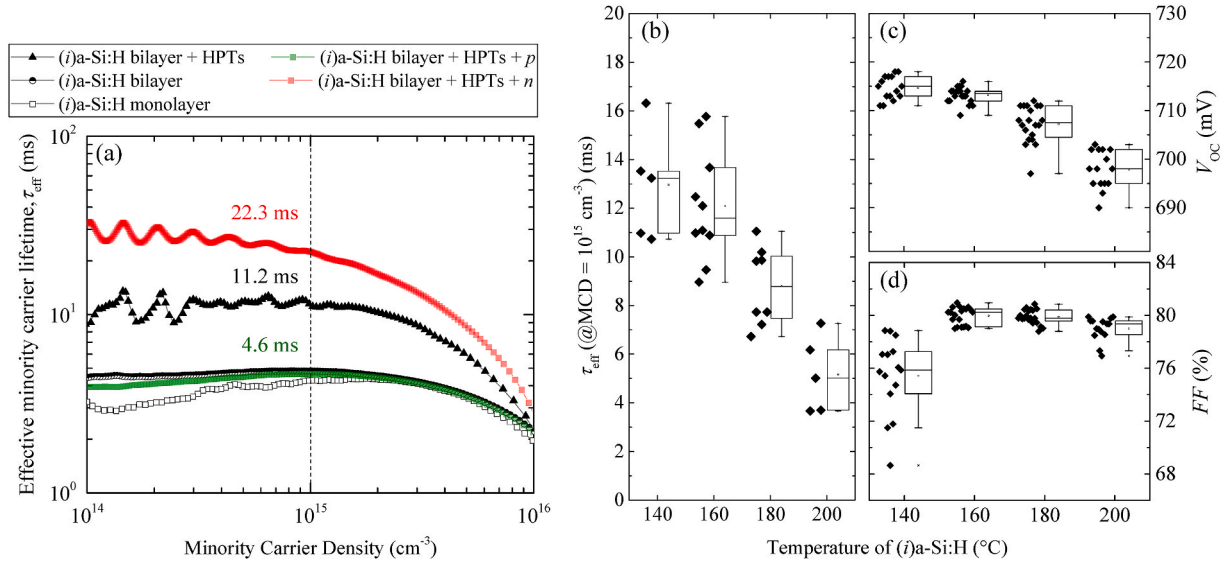 (i)a-Si:H bilayer + HPTs
(i)a-Si:H bilayer + HPTs + p
(i)a-Si:H bilayer
(i)a-Si:H bilayer + HPTs + n
(i)a-Si:H monolayer
(a)
Effective minority carrier lifetime, τeff (ms)
10²
10¹
10⁰
22.3 ms
11.2 ms
4.6 ms
10¹⁴
10¹⁵
10¹⁶
Minority Carrier Density (cm⁻³)
(b)
τeff (@MCD = 10¹⁵ cm⁻³) (ms)
20
18
16
14
12
10
8
6
4
2
0
140 160 180 200
(c)
730
720
710
700
690
VOC (mV)
(d)
84
80
76
72
68
FF (%)
140 160 180 200
Temperature of (i)a-Si:H (°C)